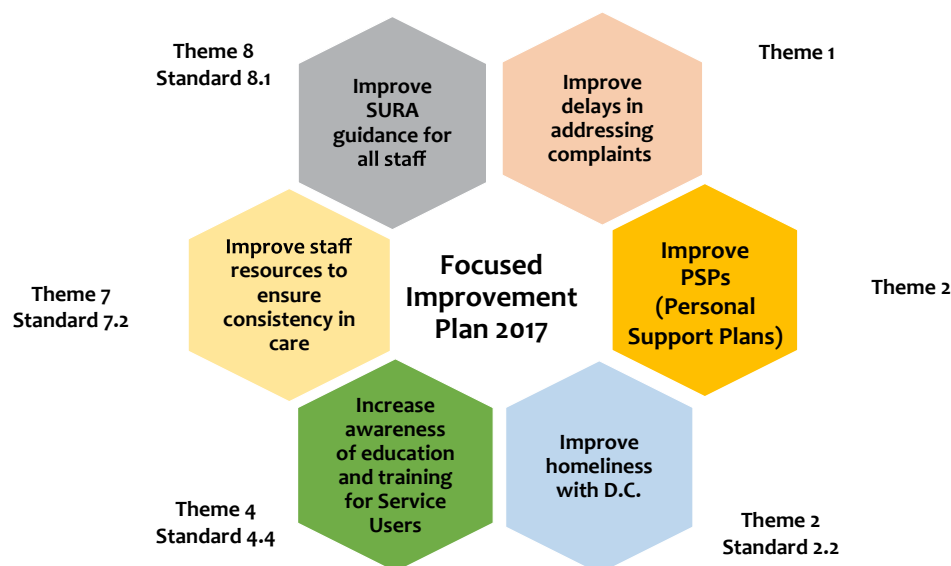 Theme 8
Standard 8.1
Improve
SURA
guidance for
all staff
Improve
delays in
addressing
complaints
Theme 1
Improve staff
resources to
ensure
consistency in
care
Theme 7
Standard 7.2
Focused
Improvement
Plan 2017
Improve
PSPs
(Personal
Support Plans)
Theme 2
Increase
awareness
of education
and training
for Service
Users
Theme 4
Standard 4.4
Improve
homeliness
with D.C.
Theme 2
Standard 2.2